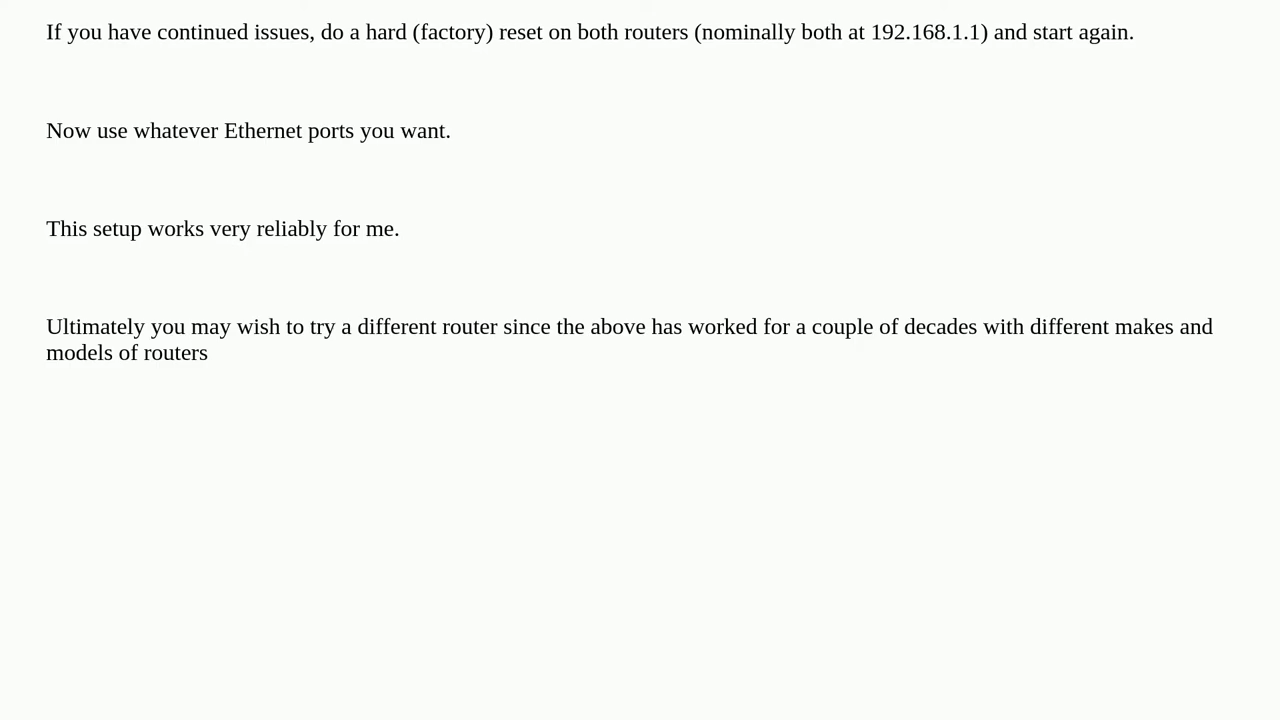 If you have continued issues, do a hard (factory) reset on both routers (nominally both at 192.168.1.1) and start again.
Now use whatever Ethernet ports you want.
This setup works very reliably for me.
Ultimately you may wish to try a different router since the above has worked for a couple of decades with different makes and
models of routers